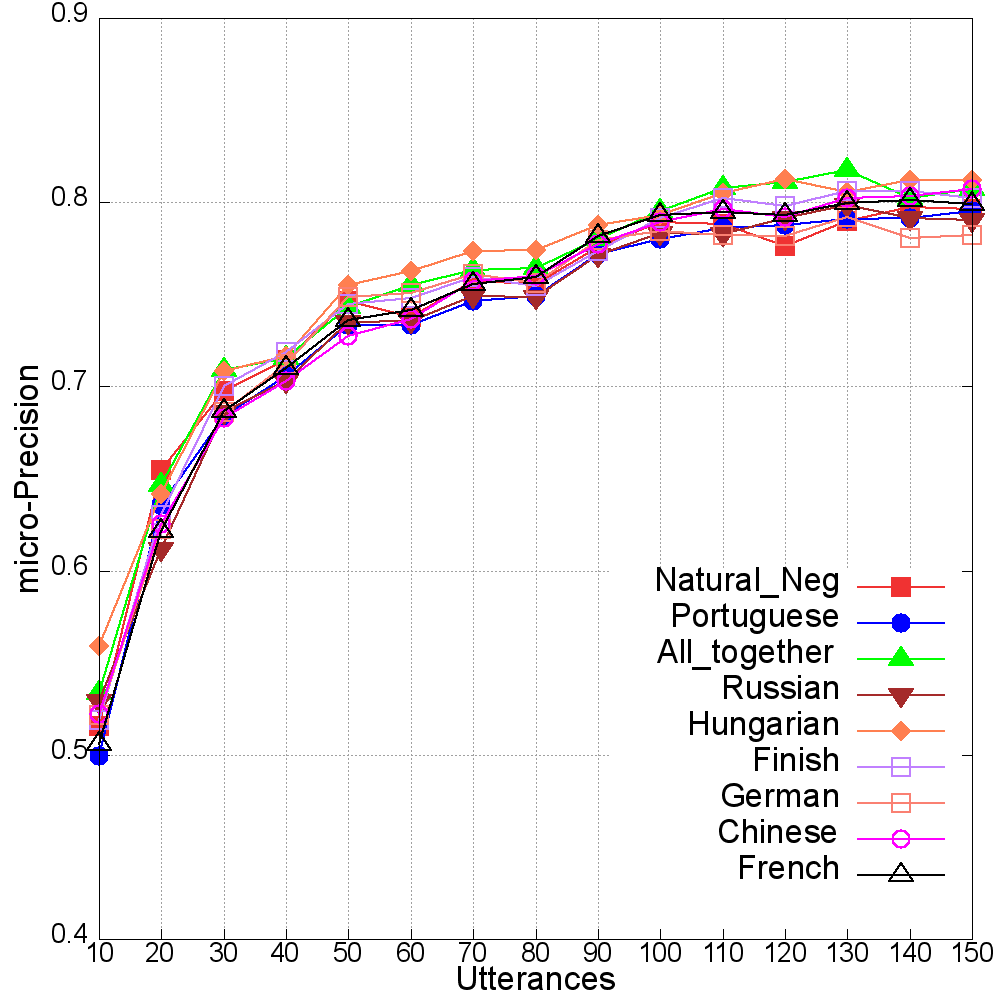 0.9
0.8
0.7
0.6
0.5
0.4
micro-Precision
Natural_Neg
Portuguese
All_together
Russian
Hungarian
Finish
German
Chinese
French
10 20 30 40 50 60 70 80 90 100 110 120 130 140 150
Utterances